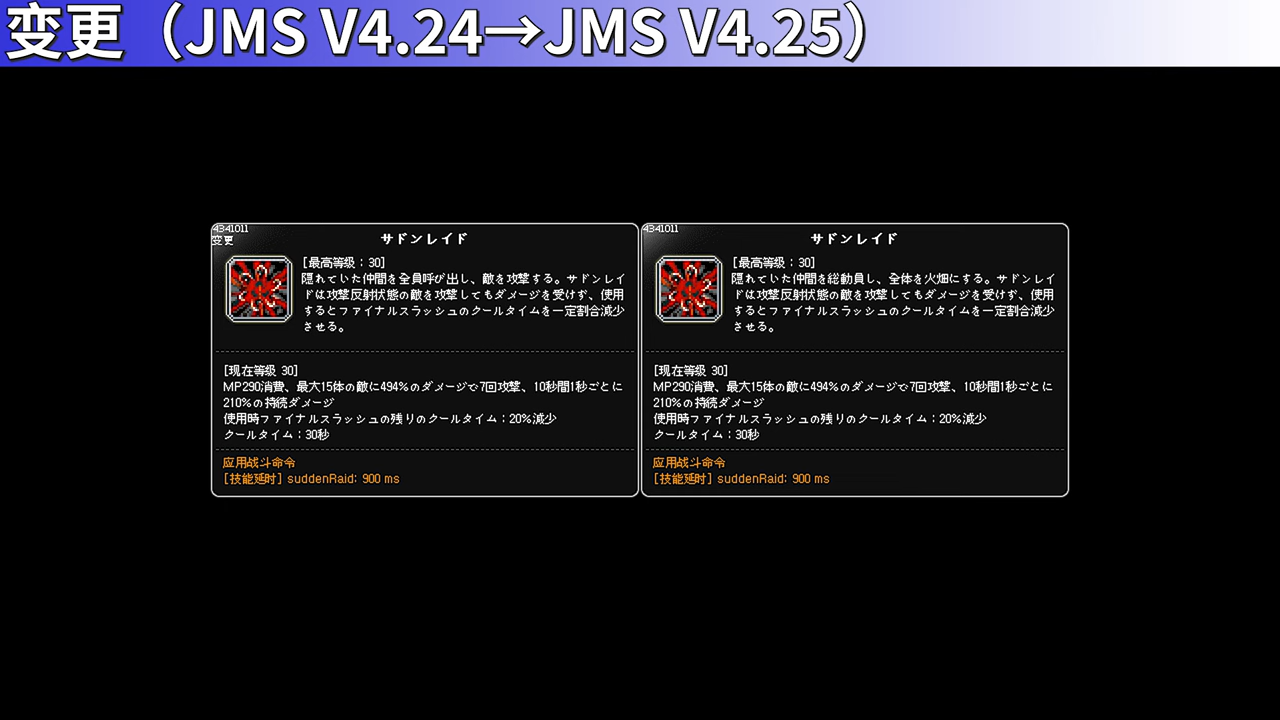 変更（JMS V4.24→JMS V4.25）
4341011
変更
サドンレイド
[最高等级：30]
隠れていた仲間を全員呼び出し、敵を攻撃する。サドンレイ
ドは攻撃反射状態の敵を攻撃してもダメージを受けず、使用
するとファイナルスラッシュのクールタイムを一定割合減少
させる。
[現在等级 30]
MP290消費、最大15体の敵に494%のダメージで7回攻撃、10秒間1秒ごとに
210%の持続ダメージ
使用時ファイナルスラッシュの残りのクールタイム：20%減少
クールタイム：30秒
应用战斗命令
[技能延时] suddenRaid: 900 ms
4341011
サドンレイド
[最高等级：30]
隠れていた仲間を総動員し、全体を火畑にする。サドンレイ
ドは攻撃反射状態の敵を攻撃してもダメージを受けず、使用
するとファイナルスラッシュのクールタイムを一定割合減少
させる。
[現在等级 30]
MP290消費、最大15体の敵に494%のダメージで7回攻撃、10秒間1秒ごとに
210%の持続ダメージ
使用時ファイナルスラッシュの残りのクールタイム：20%減少
クールタイム：30秒
应用战斗命令
[技能延时] suddenRaid: 900 ms